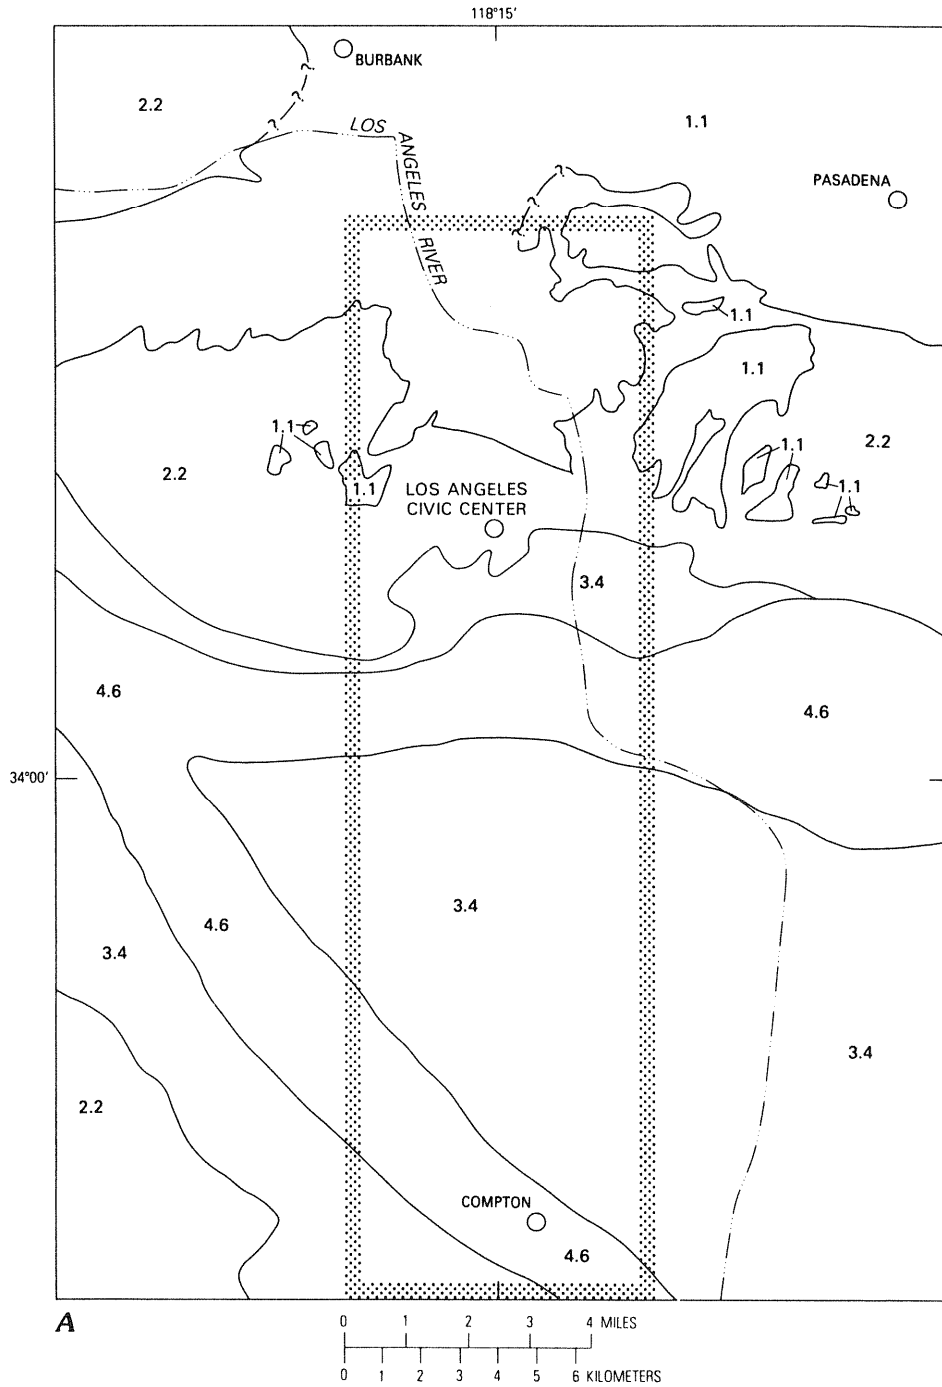 118°15'
BURBANK
2.2
LOS ANGELES RIVER
1.1
PASADENA
1.1
1.1
1.1
2.2
2.2
1.1
1.1
1.1
LOS ANGELES
CIVIC CENTER
3.4
4.6
4.6
34°00'
3.4
4.6
3.4
3.4
2.2
COMPTON
4.6
A
0 1 2 3 4 MILES
0 1 2 3 4 5 6 KILOMETERS